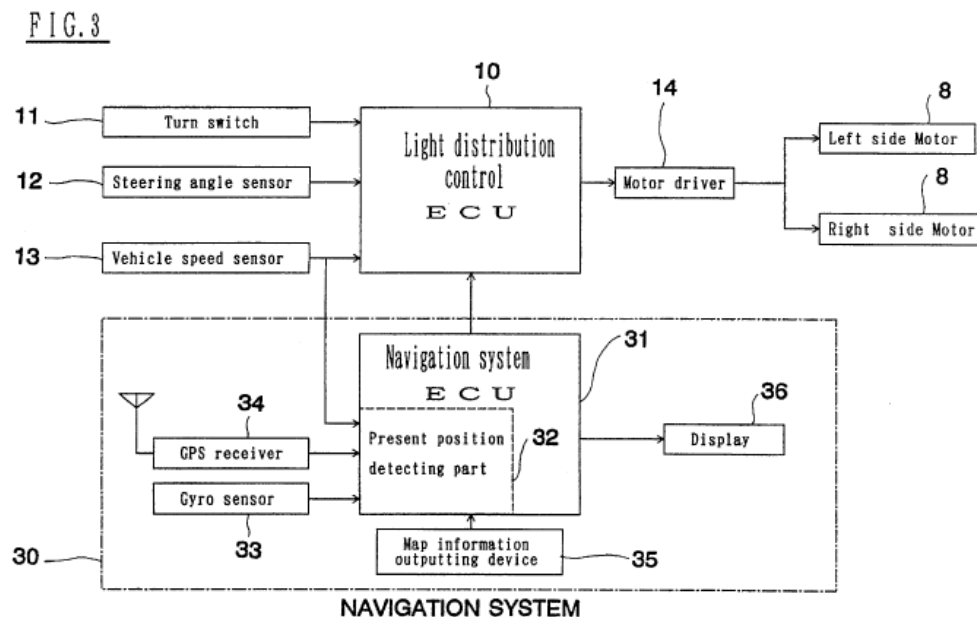 FIG.3
10
14
8
11
Turn switch
Light distribution
control
ECU
Left side Motor
12
Steering angle sensor
Motor driver
8
13
Vehicle speed sensor
Right side Motor
Navigation system
ECU
31
34
32
36
Present position
detecting part
GPS receiver
Display
Gyro sensor
33
30
Map information
outputting device
35
NAVIGATION SYSTEM